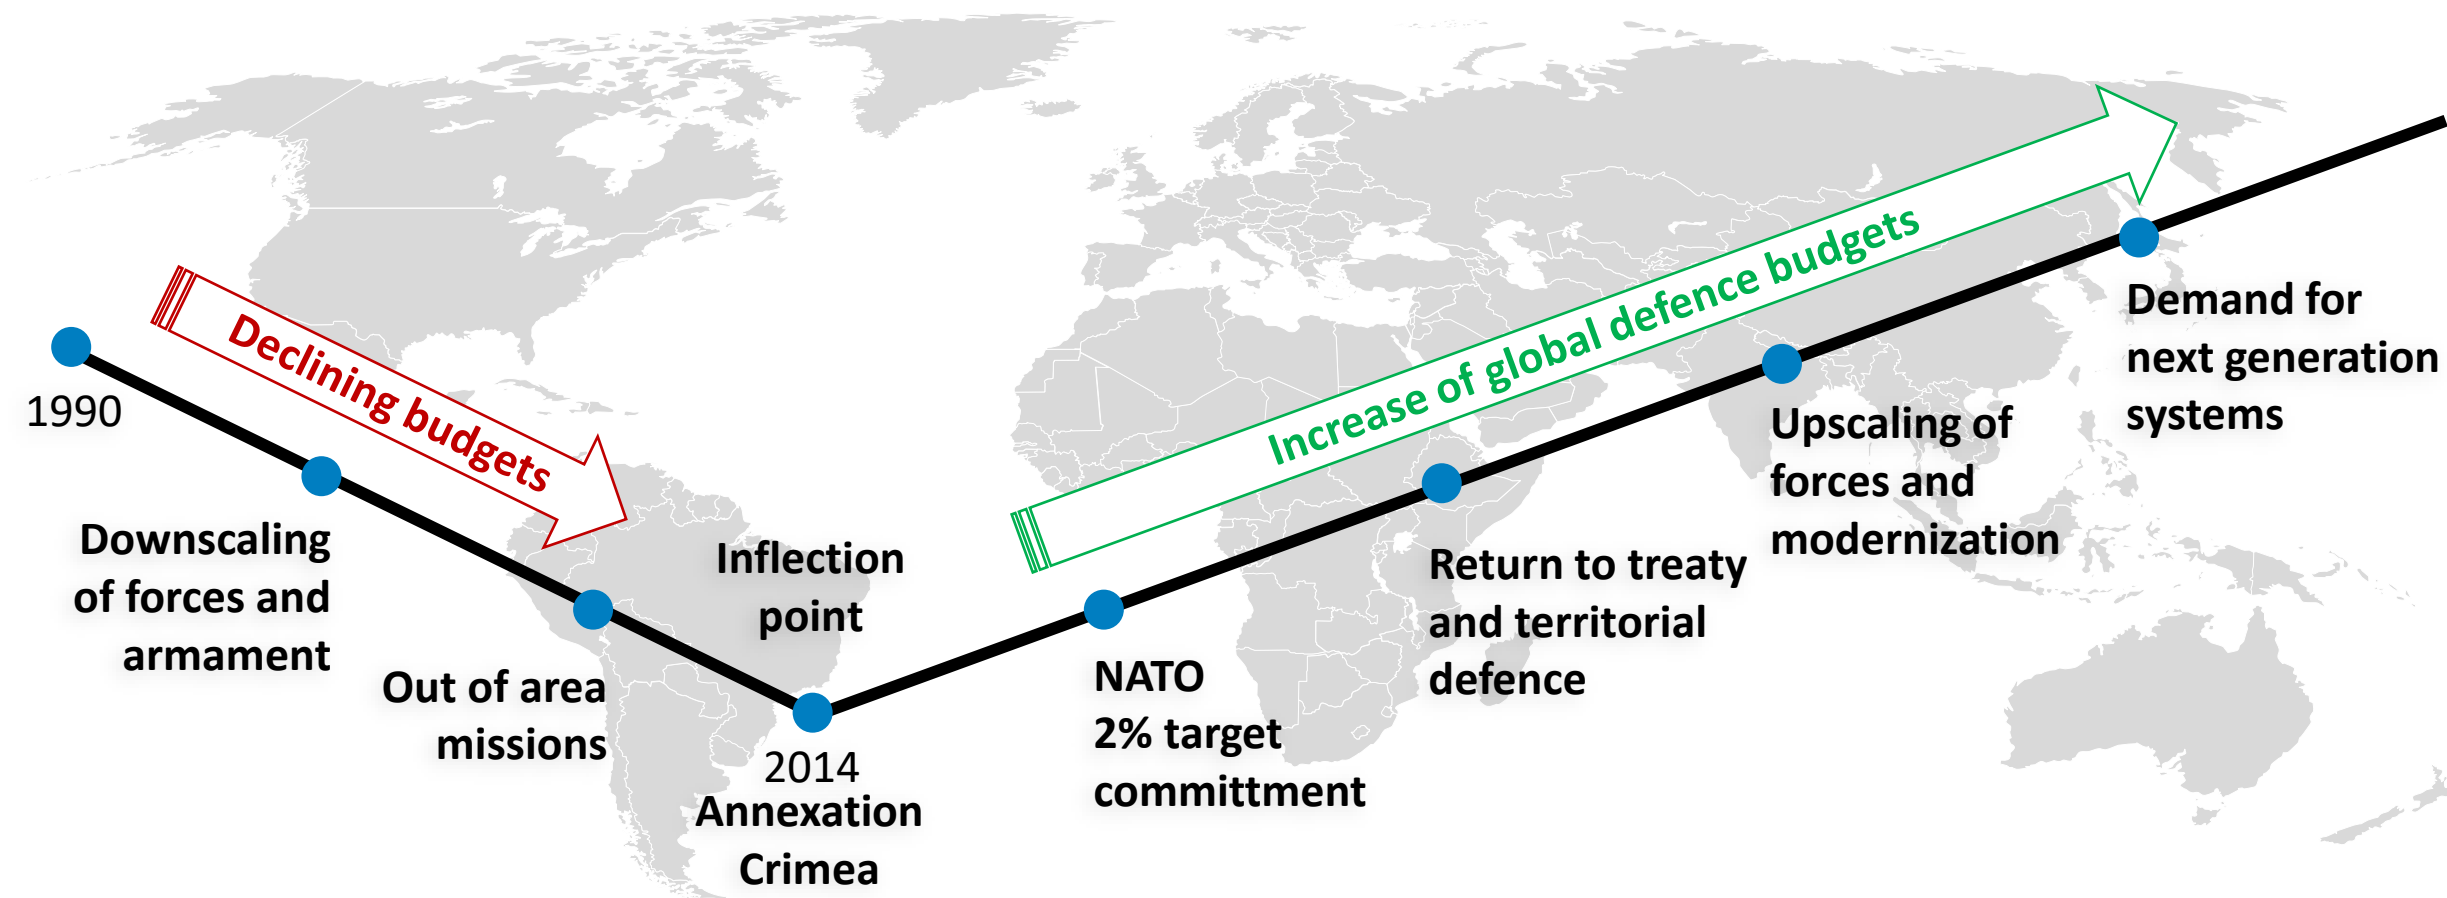 1990
Declining budgets
Downscaling
of forces and
armament
Out of area
missions
Inflection
point
2014
Annexation
Crimea
Increase of global defence budgets
NATO
2% target
committment
Return to treaty
and territorial
defence
Upscaling of
forces and
modernization
Demand for
next generation
systems